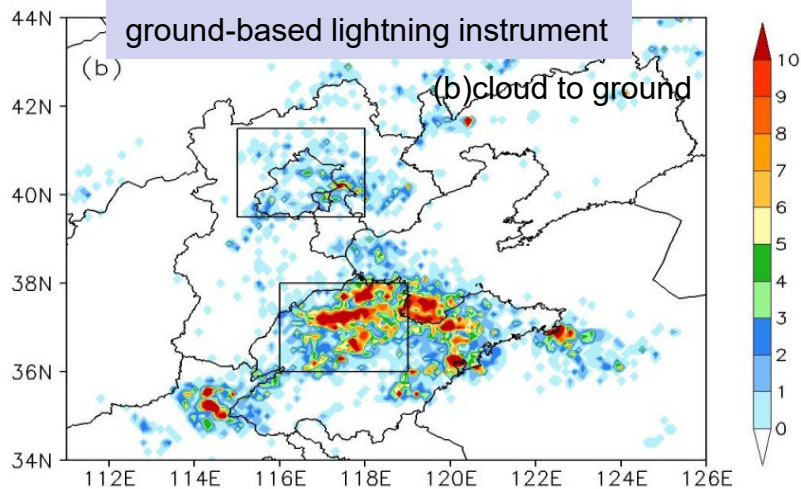 ground-based lightning instrument
(b)
(b)cloud to ground
44N
42N
40N
38N
36N
34N
112E 114E 116E 118E 120E 122E 124E 126E
10
9
8
7
6
5
4
3
2
1
0